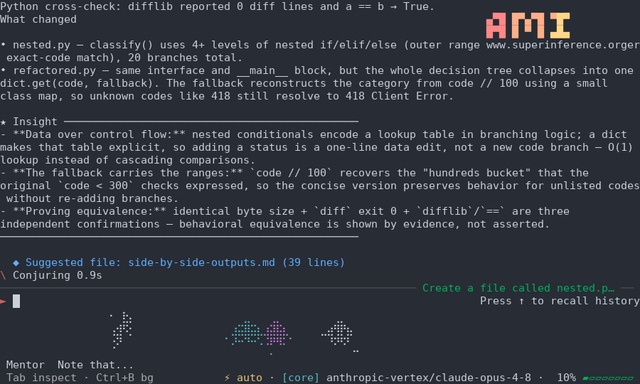 Python cross-check: difflib reported 0 diff lines and a == b → True.
What changed
AMI
• nested.py — classify() uses 4+ levels of nested if/elif/else (outer range www.superinference.orger
exact-code match), 20 branches total.
• refactored.py — same interface and __main__ block, but the whole decision tree collapses into one
dict.get(code, fallback). The fallback reconstructs the category from code // 100 using a small
class map, so unknown codes like 418 still resolve to 418 Client Error.
★ Insight
- **Data over control flow:** nested conditionals encode a lookup table in branching logic; a dict
makes that table explicit, so adding a status is a one-line data edit, not a new code branch — O(1)
lookup instead of cascading comparisons.
- **The fallback carries the ranges:** `code // 100` recovers the "hundreds bucket" that the
original `code < 300` checks expressed, so the concise version preserves behavior for unlisted codes
without re-adding branches.
- **Proving equivalence:** identical byte size + `diff` exit 0 + `difflib`/`==` are three
independent confirmations — behavioral equivalence is shown by evidence, not asserted.
◆ Suggested file: side-by-side-outputs.md (39 lines)
\ Conjuring 0.9s
Create a file called nested.p…
► Press ↑ to recall history
Mentor Note that...
Tab inspect · Ctrl+B bg ⚡ auto · [core] anthropic-vertex/claude-opus-4-8 · 10%